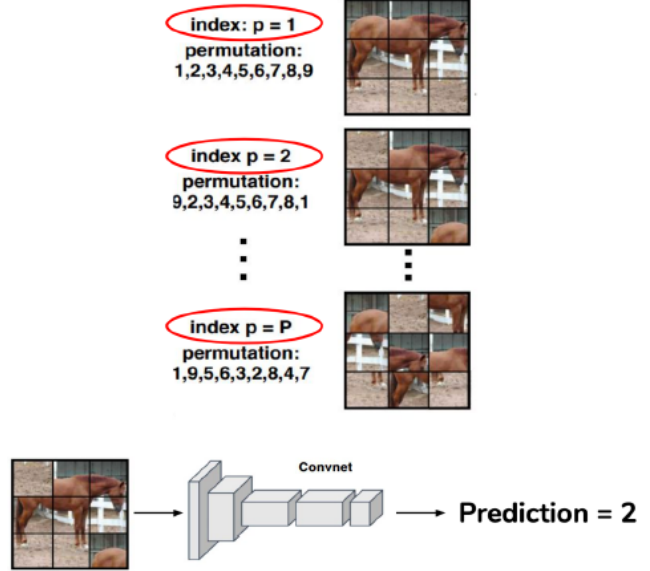 index: p = 1
permutation:
1,2,3,4,5,6,7,8,9
index p = 2
permutation:
9,2,3,4,5,6,7,8,1
index p = P
permutation:
1,9,5,6,3,2,8,4,7
Convnet
Prediction = 2